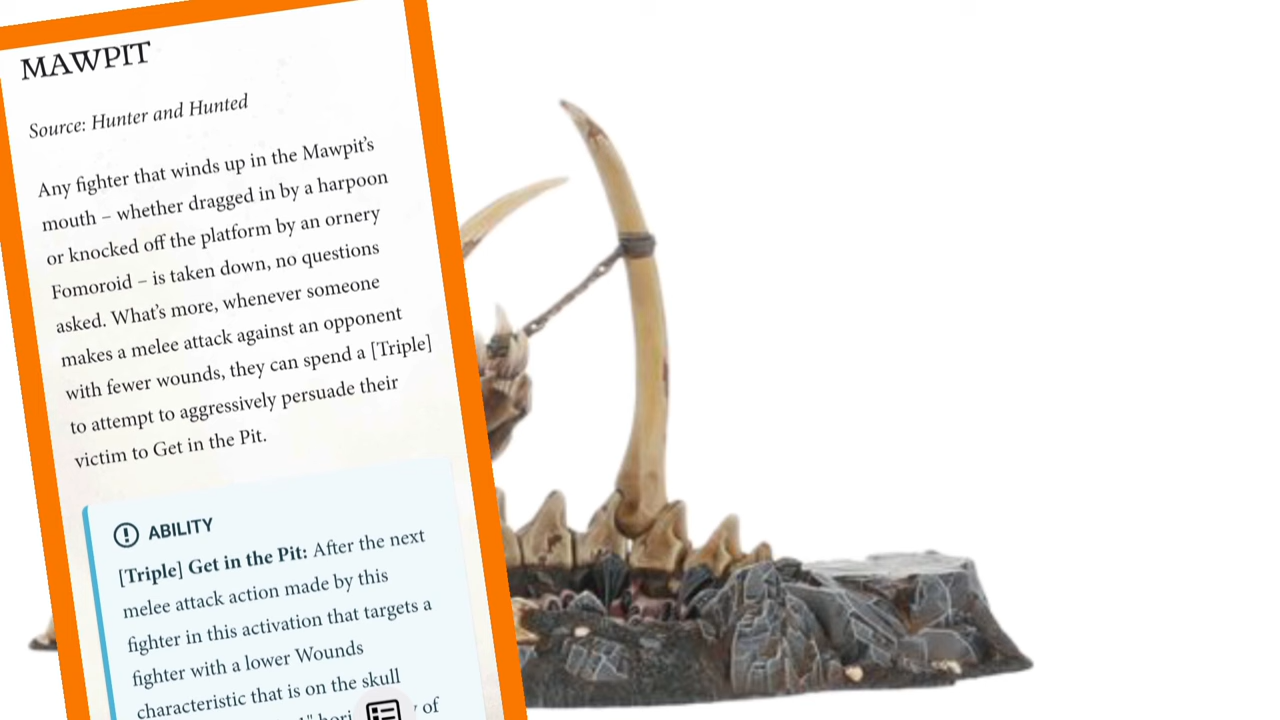 MAWPIT
Source: Hunter and Hunted
Any fighter that winds up in the Mawpit's
mouth – whether dragged in by a harpoon
or knocked off the platform by an ornery
Fomoroid – is taken down, no questions
asked. What's more, whenever someone
makes a melee attack against an opponent
with fewer wounds, they can spend a [Triple]
to attempt to aggressively persuade their
victim to Get in the Pit.
ABILITY
[Triple] Get in the Pit: After the next
melee attack action made by this
fighter in this activation that targets a
fighter with a lower Wounds
characteristic that is on the skull
of